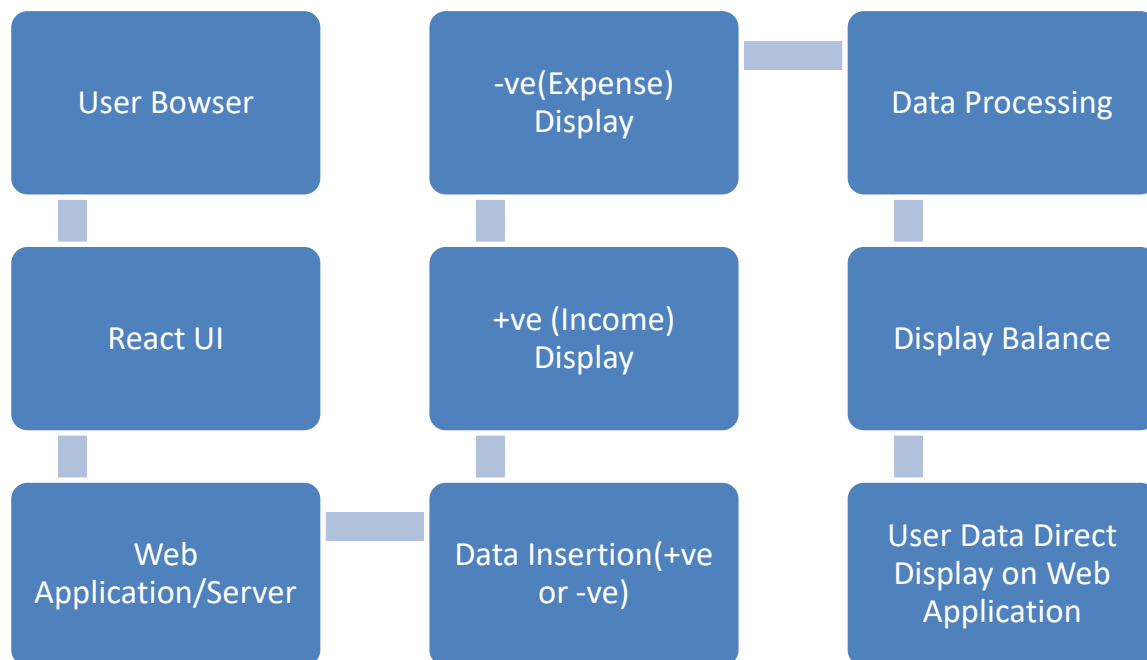 User Bowser
React UI
Web
Application/Server
Data Insertion(+ve
or -ve)
+ve (Income)
Display
-ve(Expense)
Display
Data Processing
Display Balance
User Data Direct
Display on Web
Application